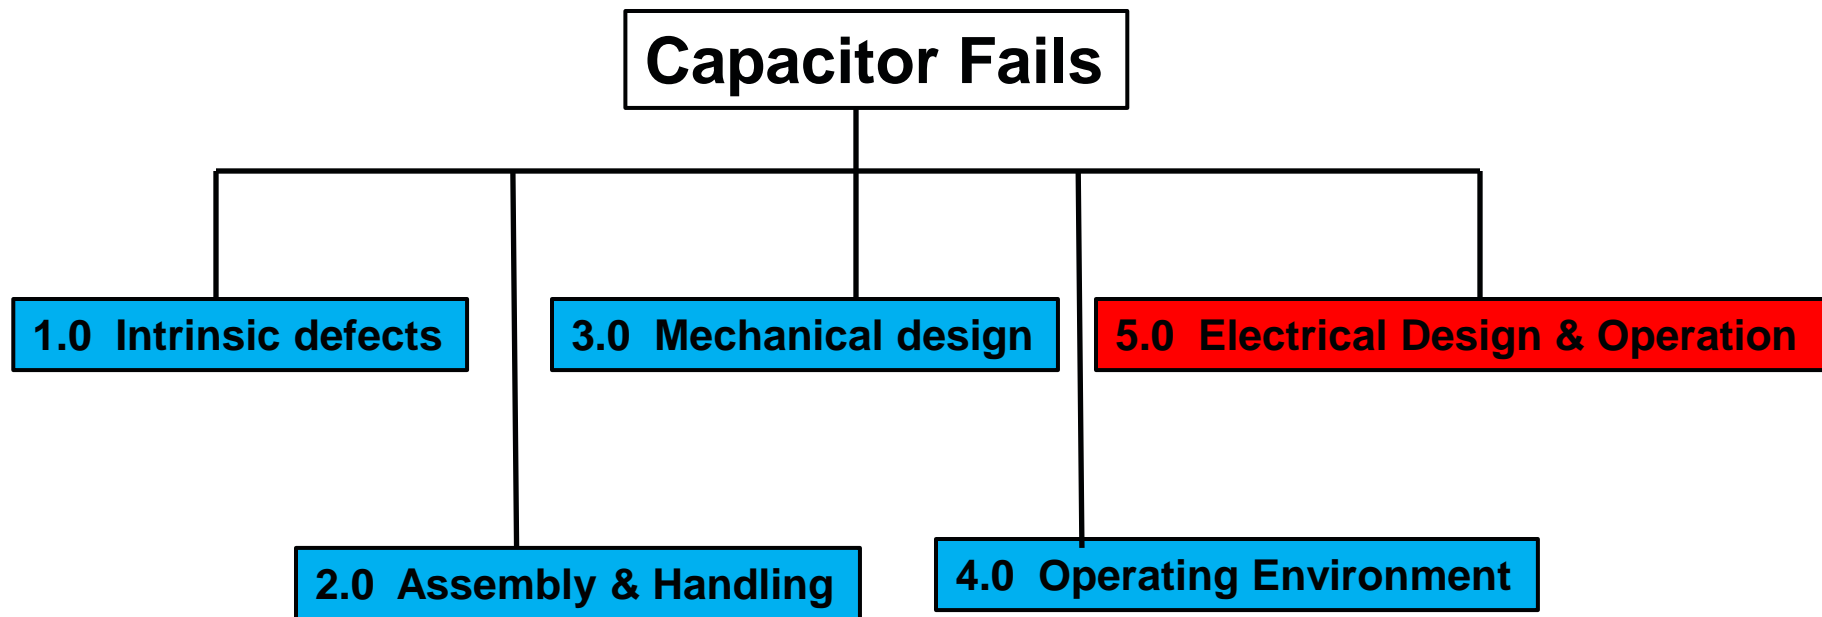 Capacitor Fails
1.0 Intrinsic defects
3.0 Mechanical design
5.0 Electrical Design & Operation
2.0 Assembly & Handling
4.0 Operating Environment